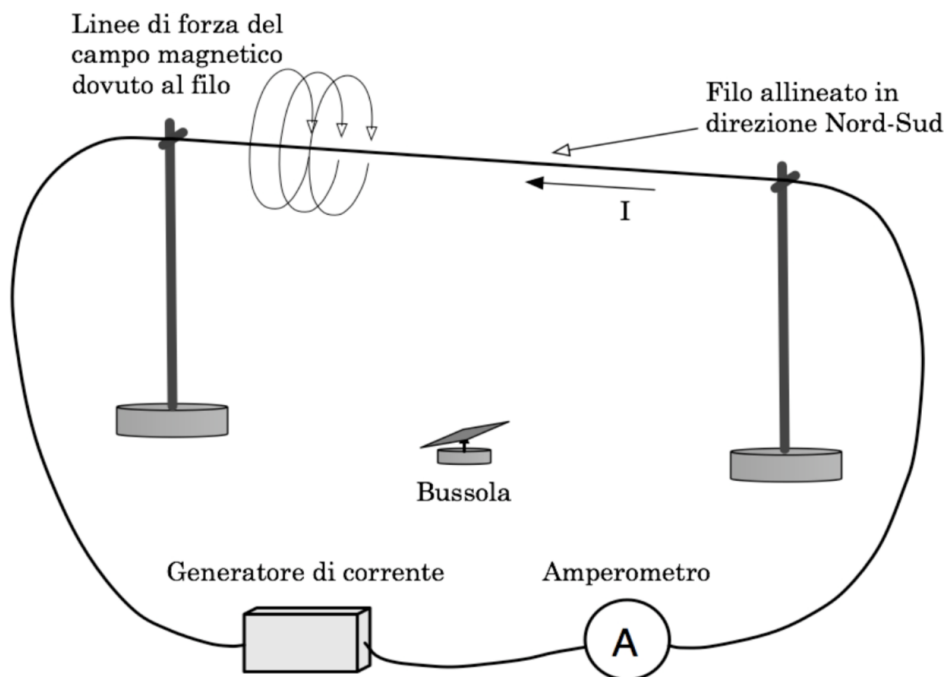 Linee di forza del
campo magnetico
dovuto al filo
Filo allineato in
direzione Nord-Sud
I
Bussola
Generatore di corrente
Amperometro
A